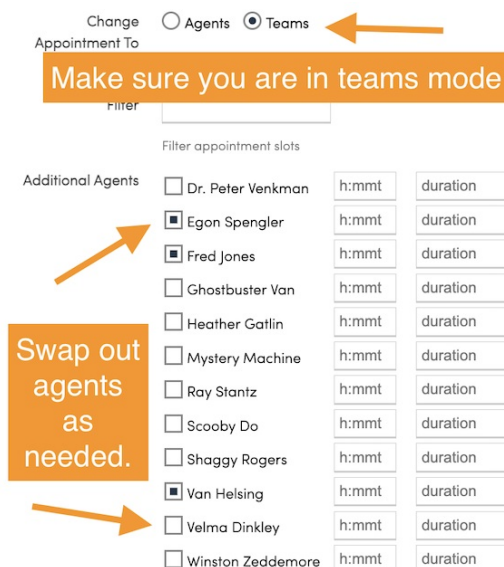 Change Appointment To
Agents Teams
Make sure you are in teams mode
Filter
Filter appointment slots
Additional Agents
Dr. Peter Venkman h:mmt duration
Egon Spengler h:mmt duration
Fred Jones h:mmt duration
Ghostbuster Van h:mmt duration
Heather Gatlin h:mmt duration
Mystery Machine h:mmt duration
Ray Stantz h:mmt duration
Scooby Do h:mmt duration
Shaggy Rogers h:mmt duration
Van Helsing h:mmt duration
Velma Dinkley h:mmt duration
Winston Zeddemore h:mmt duration
Swap out
agents
as
needed.